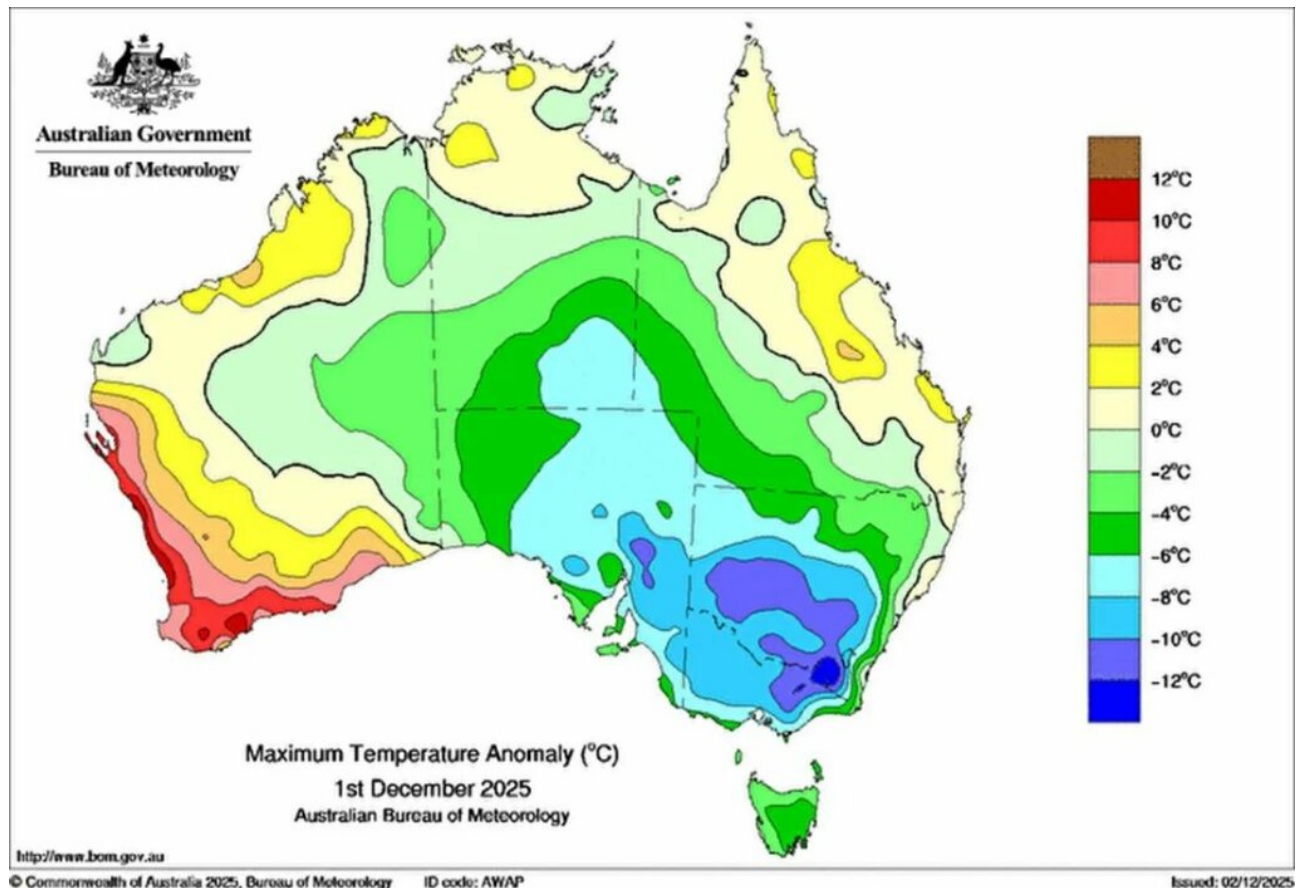 Australian Government
Bureau of Meteorology
12°C
10°C
8°C
6°C
4°C
2°C
0°C
-2°C
-4°C
-6°C
-8°C
-10°C
-12°C
Maximum Temperature Anomaly (°C)
1st December 2025
Australian Bureau of Meteorology
http://www.bom.gov.au
© Commonwealth of Australia 2025, Bureau of Meteorology ID code: AWAP Issued: 02/12/2025